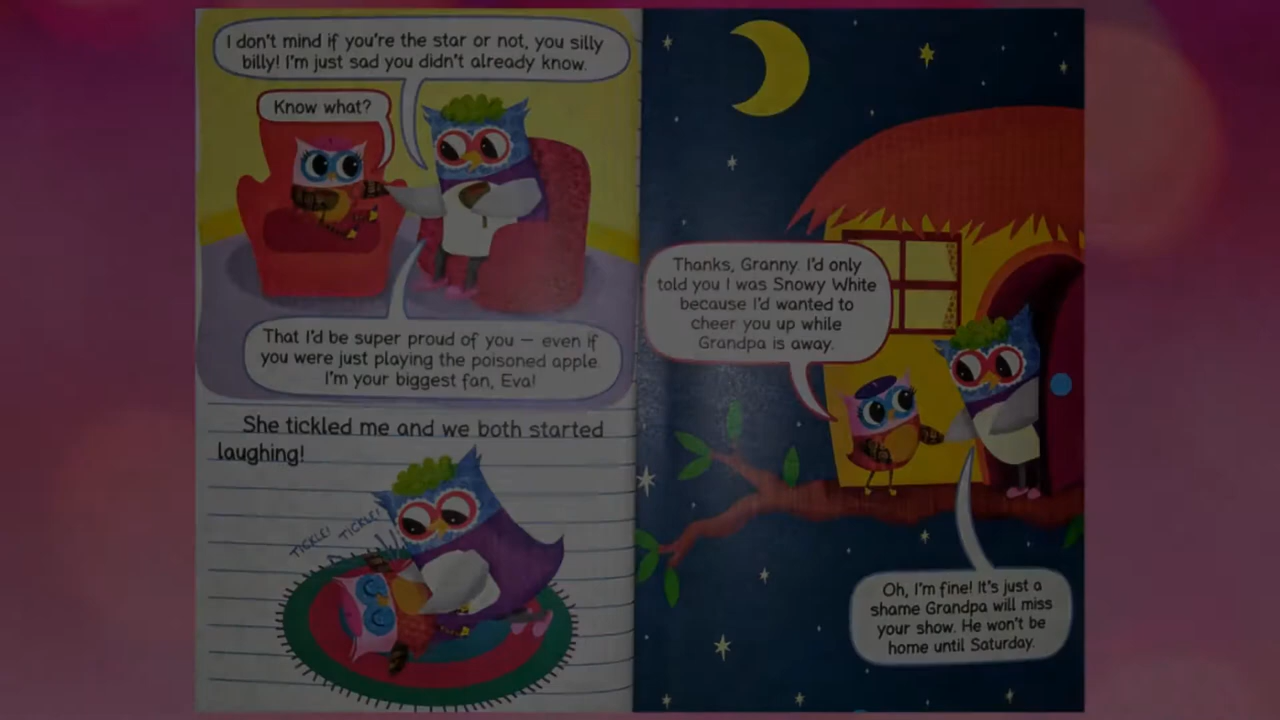 I don't mind if you're the star or not, you silly
billy! I'm just sad you didn't already know.
Know what?
That I'd be super proud of you — even if
you were just playing the poisoned apple.
I'm your biggest fan, Eva!
She tickled me and we both started
laughing!
TICKLE! TICKLE!
Thanks, Granny. I'd only
told you I was Snowy White
because I'd wanted to
cheer you up while
Grandpa is away.
Oh, I'm fine! It's just a
shame Grandpa will miss
your show. He won't be
home until Saturday.